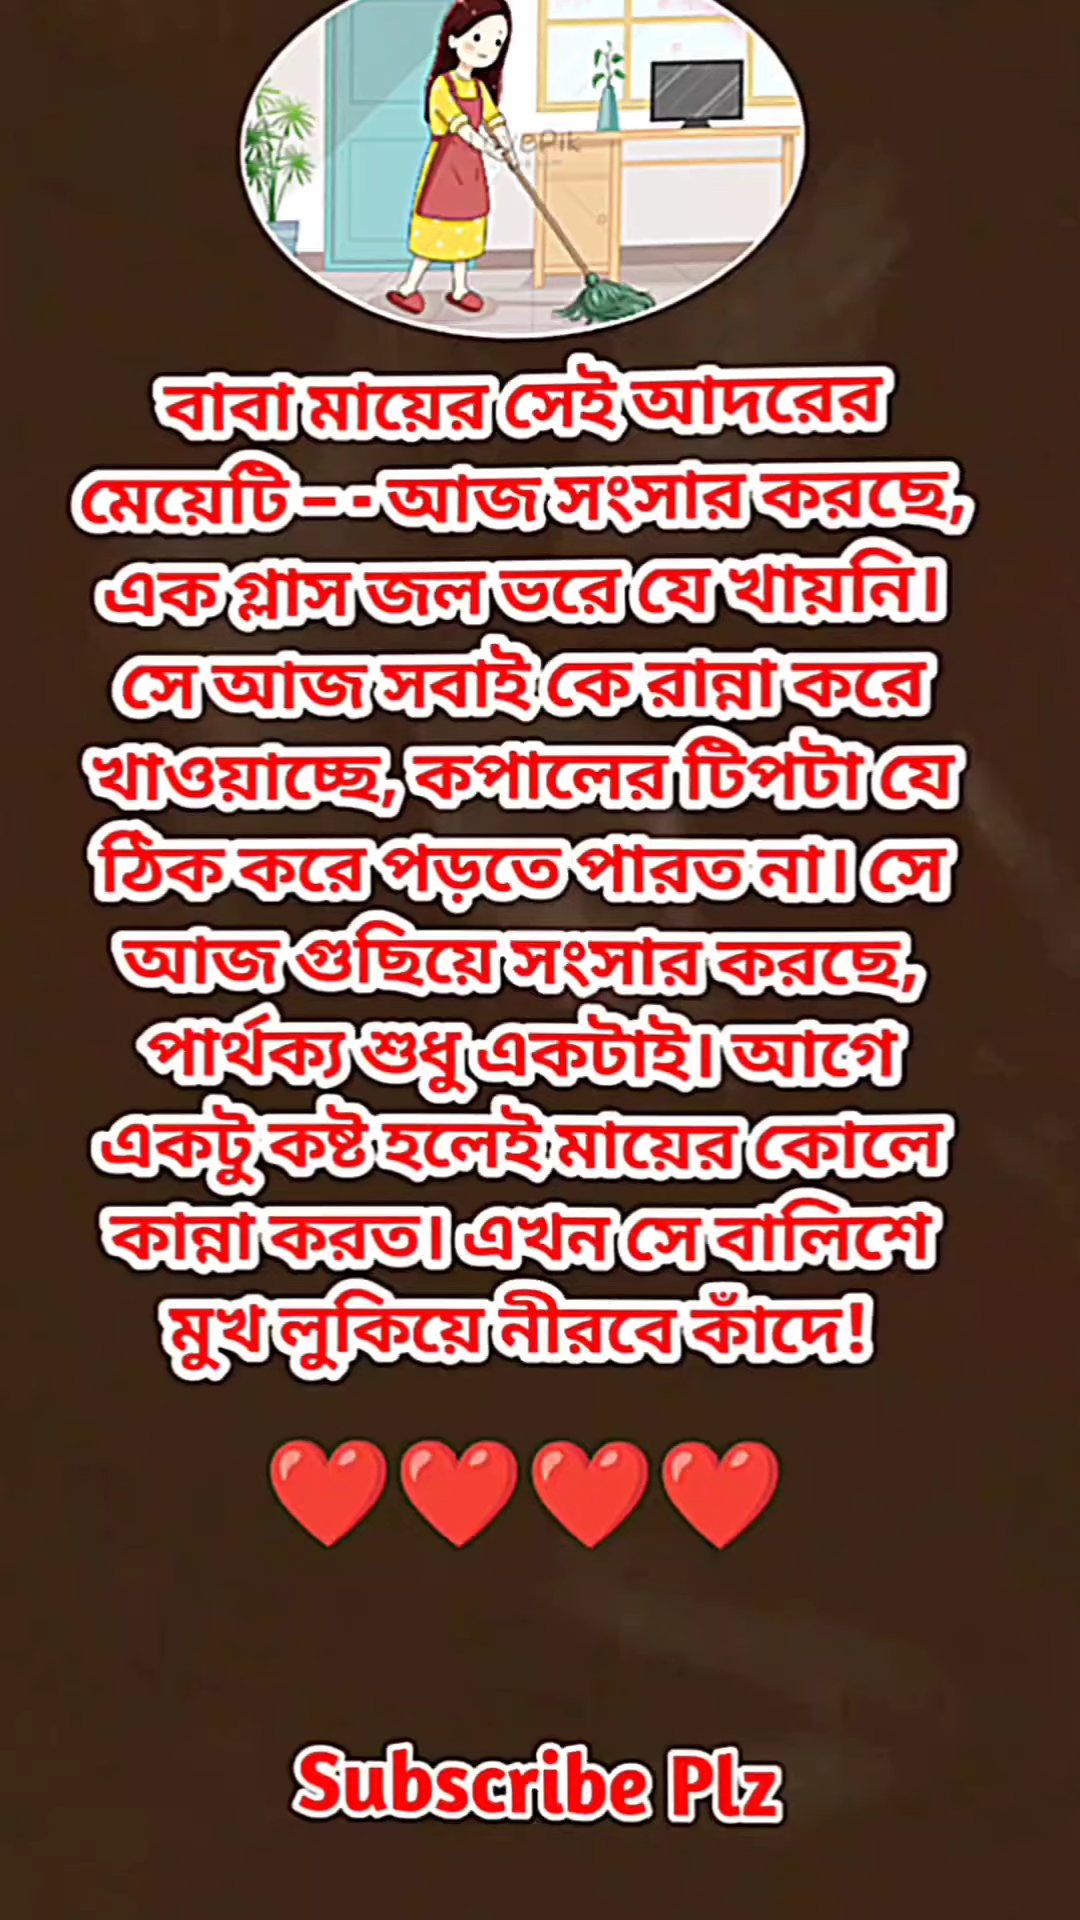 বাবা মায়ের সেই আদরের
মেয়েটি – - আজ সংসার করছে,
এক গ্লাস জল ভরে যে খায়নি।
সে আজ সবাই কে রান্না করে
খাওয়াচ্ছে, কপালের টিপটা যে
ঠিক করে পড়তে পারত না। সে
আজ গুছিয়ে সংসার করছে,
পার্থক্য শুধু একটাই। আগে
একটু কষ্ট হলেই মায়ের কোলে
কান্না করত। এখন সে বালিশে
মুখ লুকিয়ে নীরবে কাঁদে!
Subscribe Plz